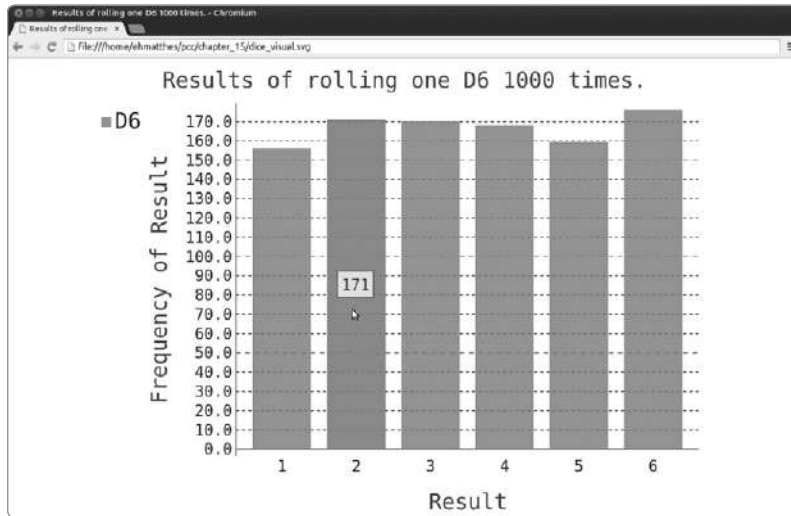 Results of rolling one D6 1000 times. - Chromium
Results of rolling one
file:///home/ehmatthes/pcc/chapter_15/dice_visual.svg
Results of rolling one D6 1000 times.
D6
Frequency of Result
170.0
160.0
150.0
140.0
130.0
120.0
110.0
100.0
90.0
80.0
70.0
60.0
50.0
40.0
30.0
20.0
10.0
0.0
171
1 2 3 4 5 6
Result